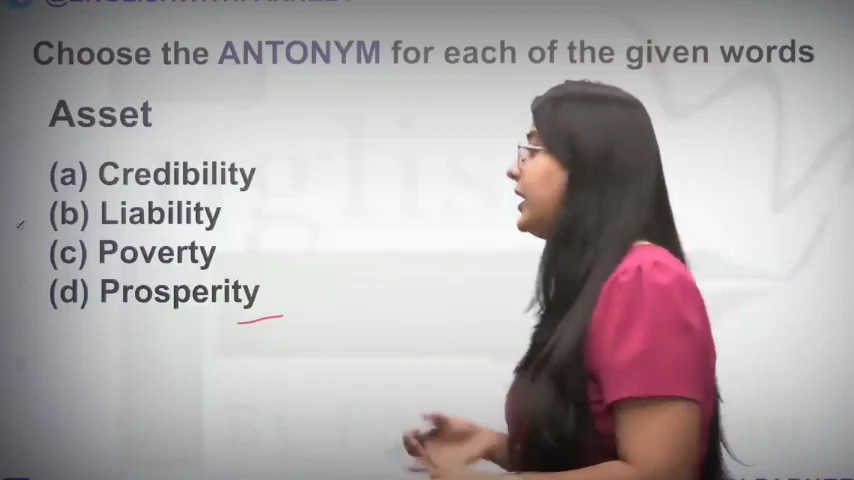 Choose the ANTONYM for each of the given words
Asset
(a) Credibility
(b) Liability
(c) Poverty
(d) Prosperity